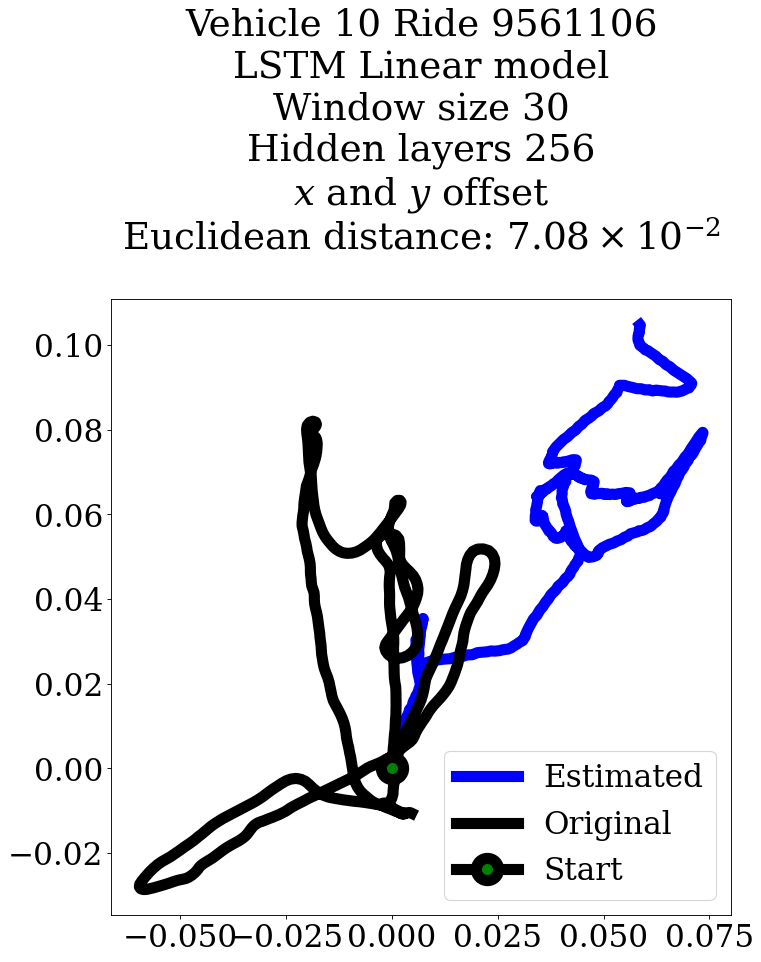 Vehicle 10 Ride 9561106
LSTM Linear model
Window size 30
Hidden layers 256
x and y offset
Euclidean distance: 7.08 × 10⁻²
0.10
0.08
0.06
0.04
0.02
0.00
−0.02
Estimated
Original
Start
−0.050 −0.025 0.000 0.025 0.050 0.075